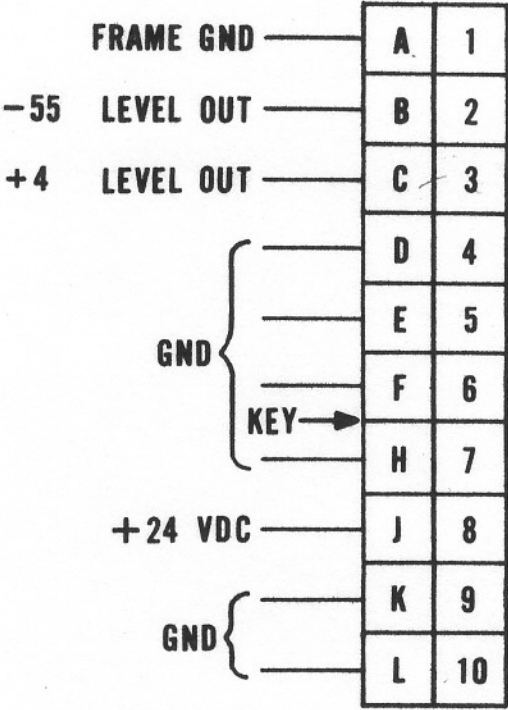 FRAME GND A 1
-55 LEVEL OUT B 2
+4 LEVEL OUT C 3
D 4
E 5
GND
F 6
KEY
H 7
+24 VDC J 8
K 9
GND
L 10